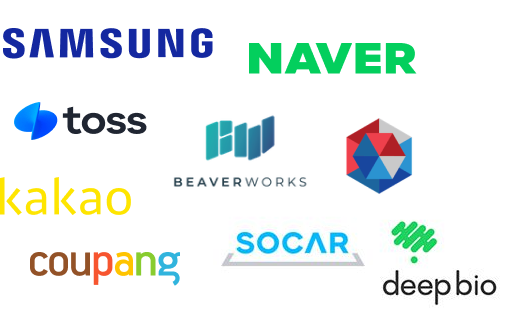 SAMSUNG
NAVER
toss
BEAVERWORKS
kakao
SOCAR
coupang
deepbio